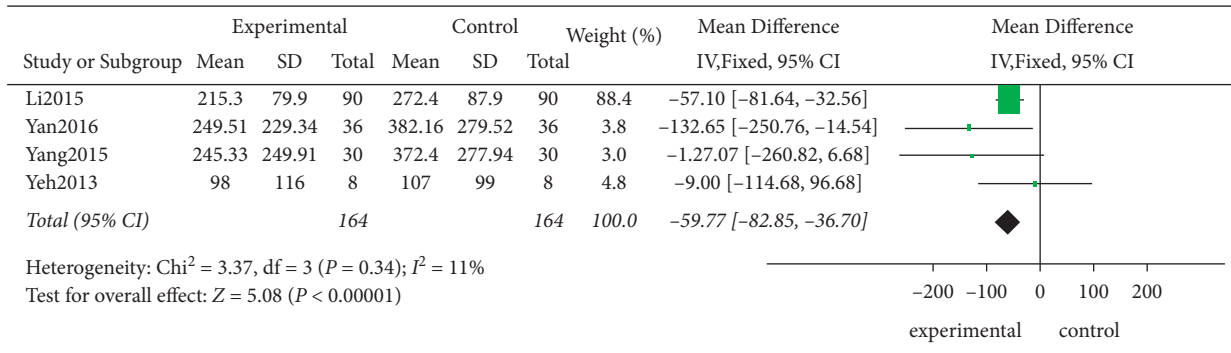 Experimental Control Weight (%) Mean Difference Mean Difference
Study or Subgroup Mean SD Total Mean SD Total IV,Fixed, 95% CI IV,Fixed, 95% CI
Li2015 215.3 79.9 90 272.4 87.9 90 88.4 –57.10 [–81.64, –32.56]
Yan2016 249.51 229.34 36 382.16 279.52 36 3.8 –132.65 [–250.76, –14.54]
Yang2015 245.33 249.91 30 372.4 277.94 30 3.0 –1.27.07 [–260.82, 6.68]
Yeh2013 98 116 8 107 99 8 4.8 –9.00 [–114.68, 96.68]
Total (95% CI) 164 164 100.0 –59.77 [–82.85, –36.70]
Heterogeneity: Chi² = 3.37, df = 3 (P = 0.34); I² = 11%
Test for overall effect: Z = 5.08 (P < 0.00001)
–200 –100 0 100 200
experimental control